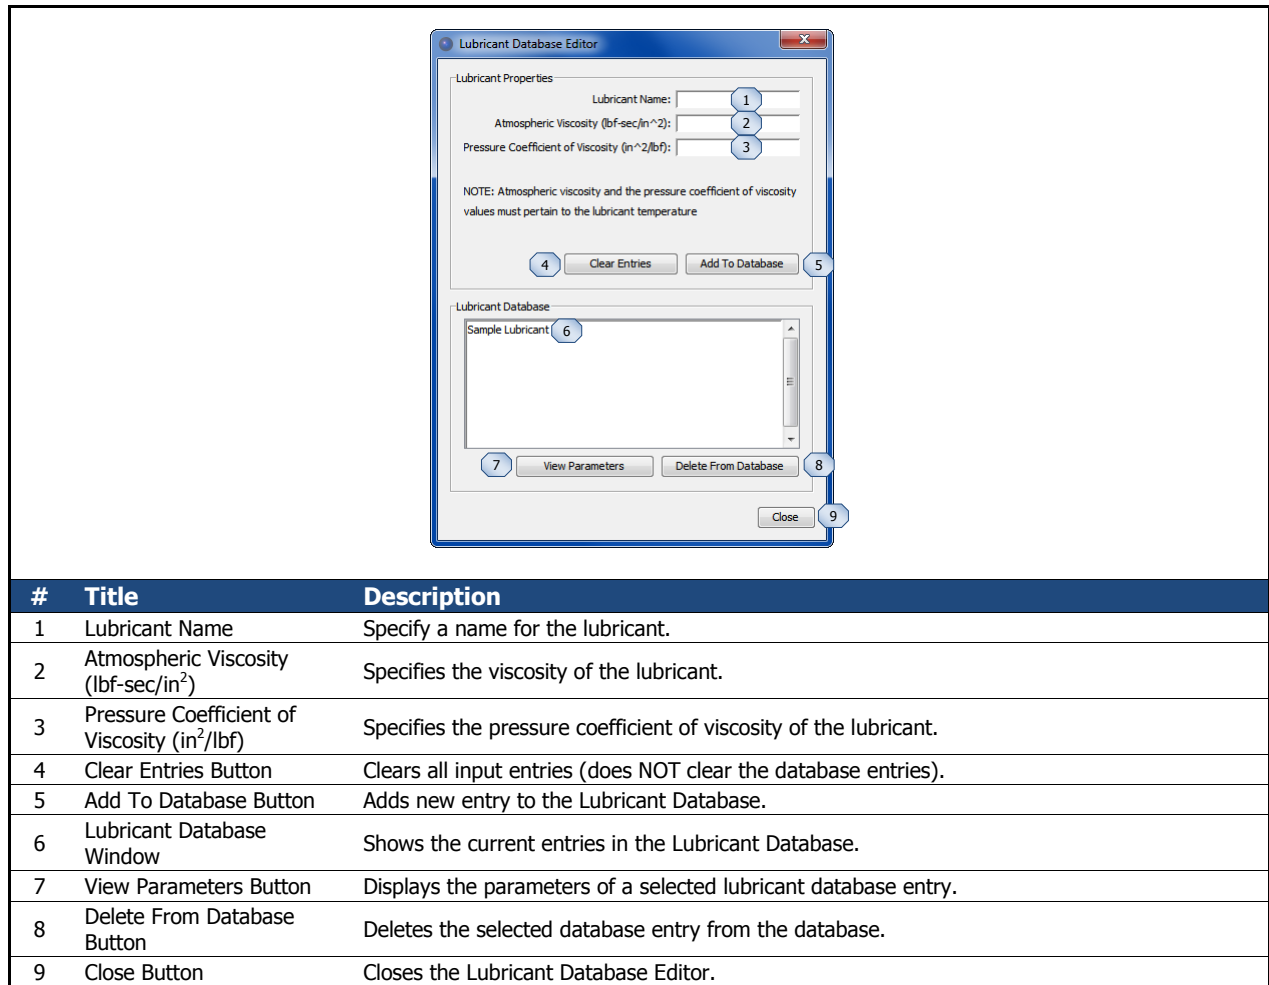 Lubricant Database Editor
x
Lubricant Properties
Lubricant Name: 1
Atmospheric Viscosity (lbf-sec/in^2): 2
Pressure Coefficient of Viscosity (in^2/lbf): 3
NOTE: Atmospheric viscosity and the pressure coefficient of viscosity
values must pertain to the lubricant temperature
4 Clear Entries Add To Database 5
Lubricant Database
Sample Lubricant 6
7 View Parameters Delete From Database 8
Close 9
# Title Description
1 Lubricant Name Specify a name for the lubricant.
2 Atmospheric Viscosity
(lbf-sec/in²) Specifies the viscosity of the lubricant.
3 Pressure Coefficient of
Viscosity (in²/lbf) Specifies the pressure coefficient of viscosity of the lubricant.
4 Clear Entries Button Clears all input entries (does NOT clear the database entries).
5 Add To Database Button Adds new entry to the Lubricant Database.
6 Lubricant Database
Window Shows the current entries in the Lubricant Database.
7 View Parameters Button Displays the parameters of a selected lubricant database entry.
8 Delete From Database
Button Deletes the selected database entry from the database.
9 Close Button Closes the Lubricant Database Editor.